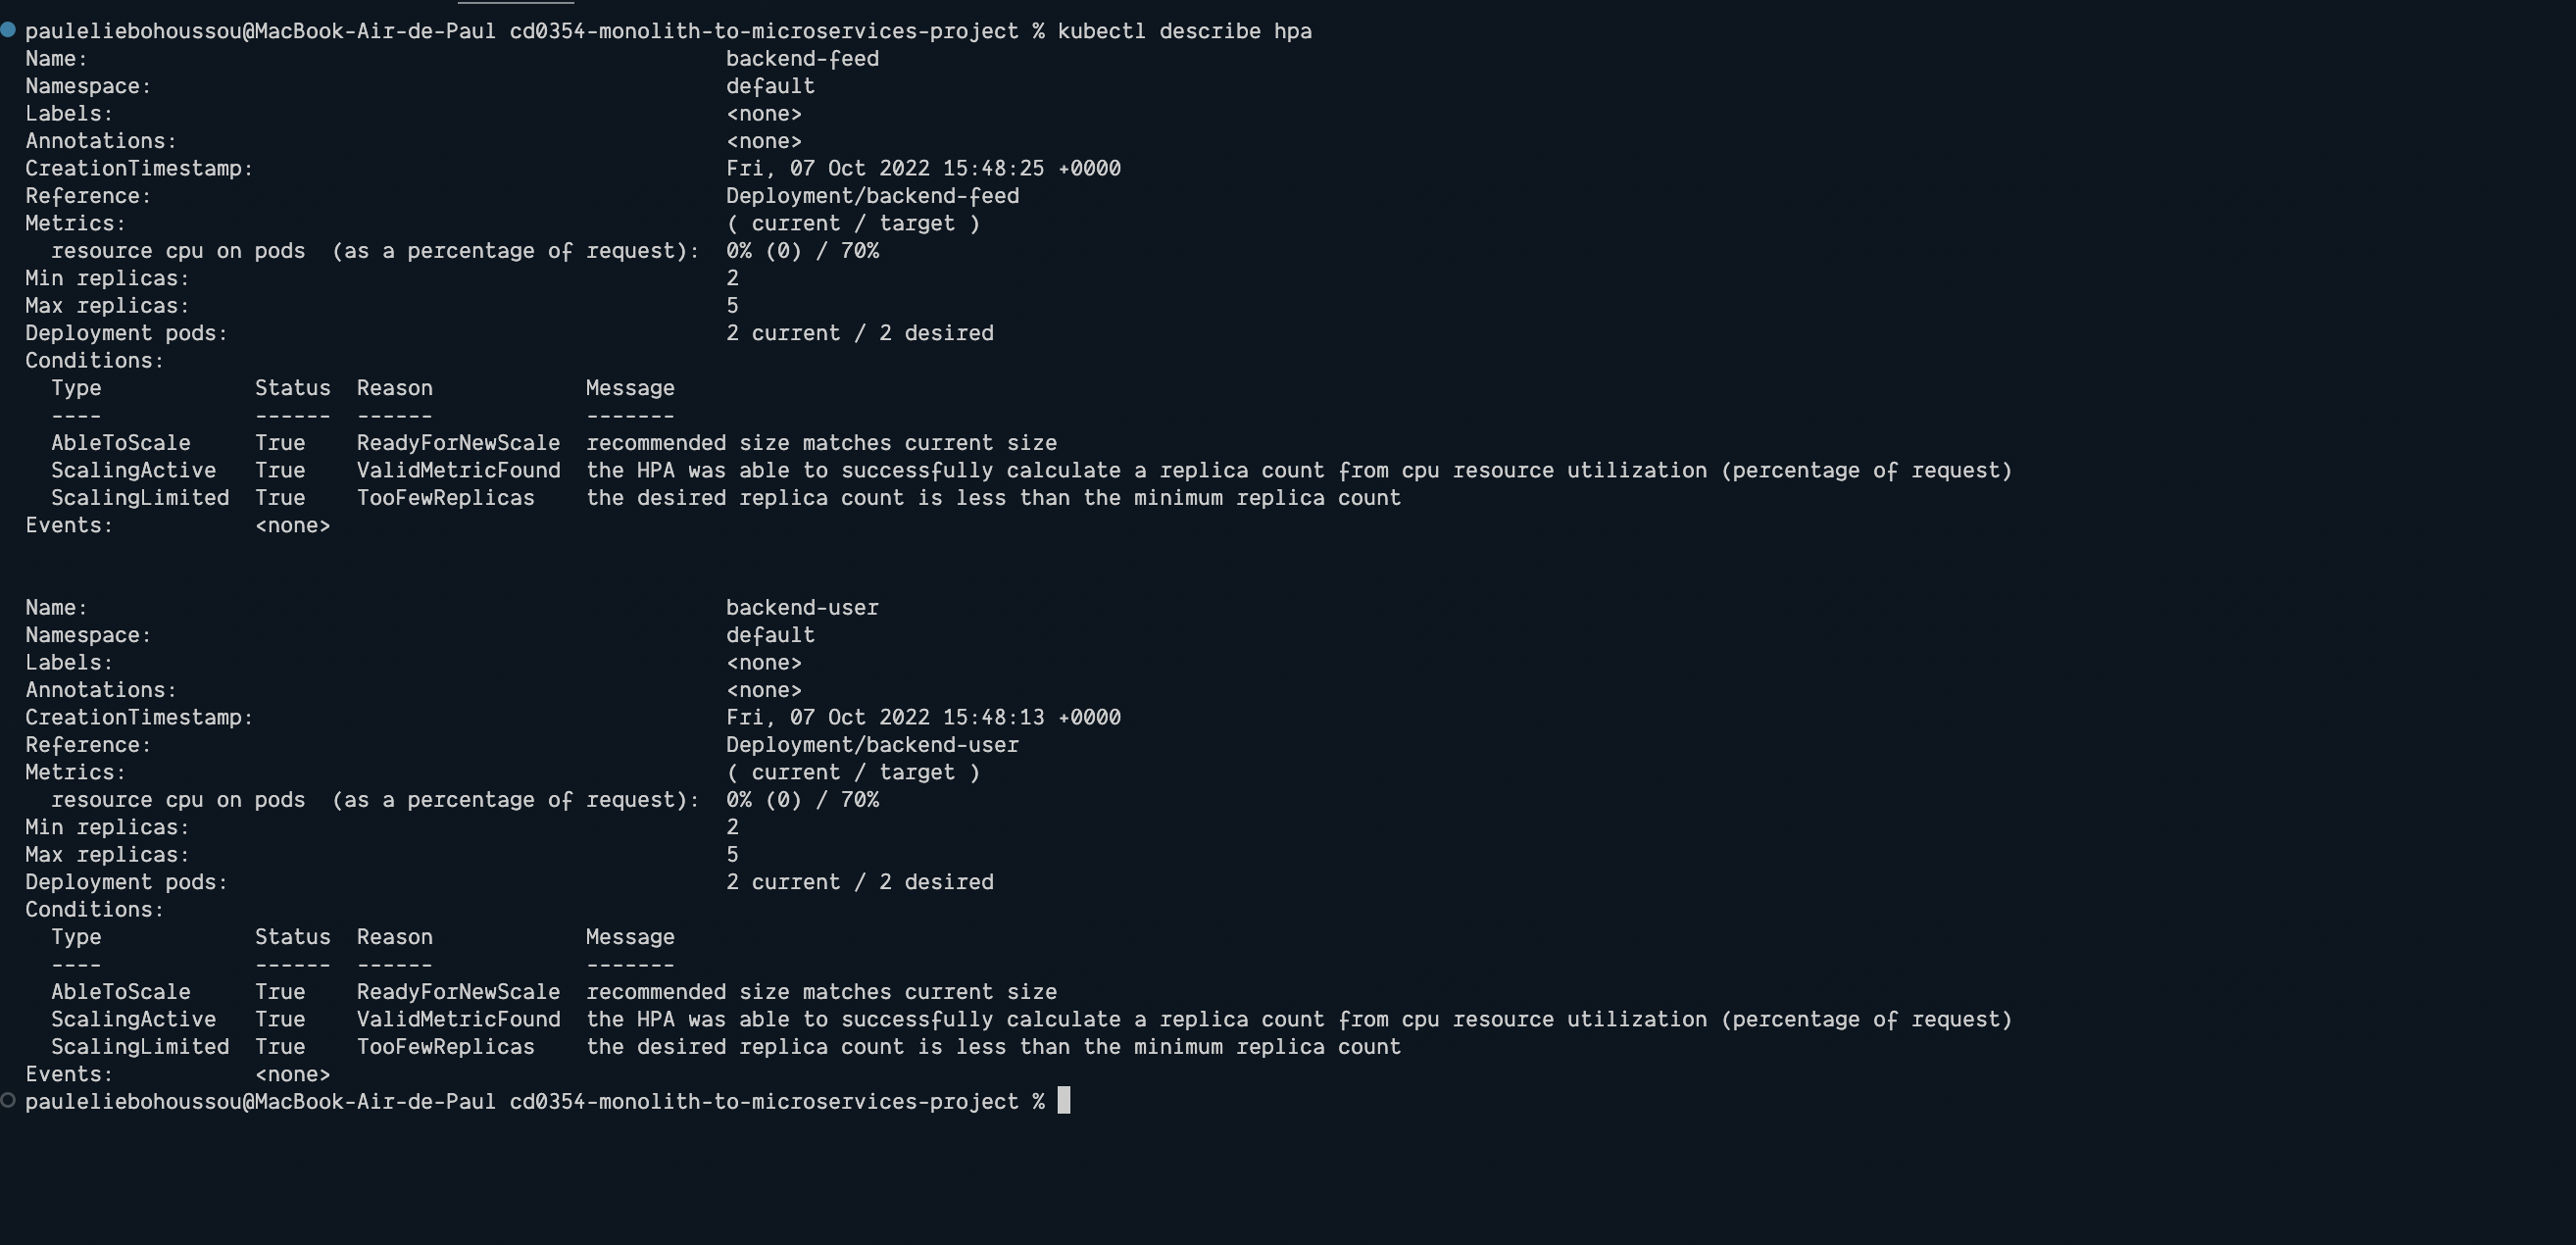 pauleliebohoussou@MacBook-Air-de-Paul cd0354-monolith-to-microservices-project % kubectl describe hpa
Name:                                                  backend-feed
Namespace:                                             default
Labels:                                                <none>
Annotations:                                           <none>
CreationTimestamp:                                     Fri, 07 Oct 2022 15:48:25 +0000
Reference:                                             Deployment/backend-feed
Metrics:                                               ( current / target )
  resource cpu on pods  (as a percentage of request):  0% (0) / 70%
Min replicas:                                          2
Max replicas:                                          5
Deployment pods:                                       2 current / 2 desired
Conditions:
  Type            Status  Reason            Message
  ----            ------  ------            -------
  AbleToScale     True    ReadyForNewScale  recommended size matches current size
  ScalingActive   True    ValidMetricFound  the HPA was able to successfully calculate a replica count from cpu resource utilization (percentage of request)
  ScalingLimited  True    TooFewReplicas    the desired replica count is less than the minimum replica count
Events:           <none>
Name:                                                  backend-user
Namespace:                                             default
Labels:                                                <none>
Annotations:                                           <none>
CreationTimestamp:                                     Fri, 07 Oct 2022 15:48:13 +0000
Reference:                                             Deployment/backend-user
Metrics:                                               ( current / target )
  resource cpu on pods  (as a percentage of request):  0% (0) / 70%
Min replicas:                                          2
Max replicas:                                          5
Deployment pods:                                       2 current / 2 desired
Conditions:
  Type            Status  Reason            Message
  ----            ------  ------            -------
  AbleToScale     True    ReadyForNewScale  recommended size matches current size
  ScalingActive   True    ValidMetricFound  the HPA was able to successfully calculate a replica count from cpu resource utilization (percentage of request)
  ScalingLimited  True    TooFewReplicas    the desired replica count is less than the minimum replica count
Events:           <none>
pauleliebohoussou@MacBook-Air-de-Paul cd0354-monolith-to-microservices-project %